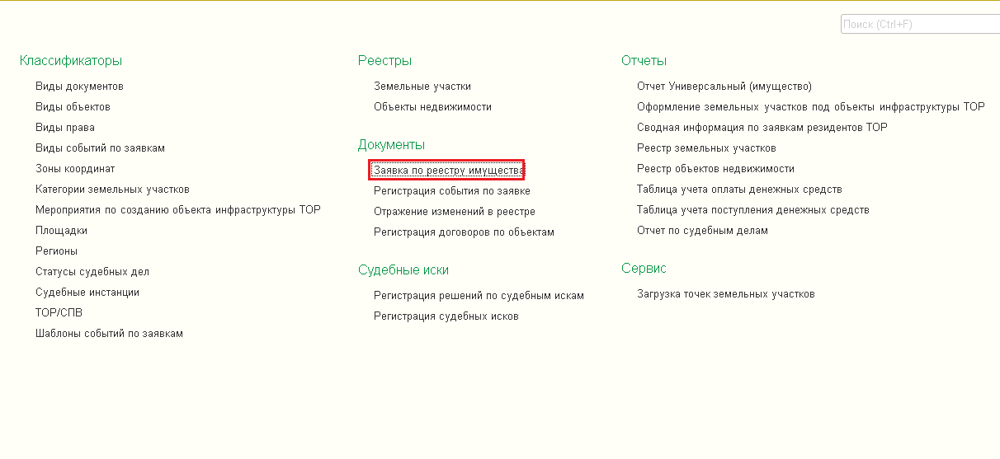 Поиск (Ctrl+F)
Классификаторы
Виды документов
Виды объектов
Виды права
Виды событий по заявкам
Зоны координат
Категории земельных участков
Мероприятия по созданию объекта инфраструктуры ТОР
Площадки
Регионы
Статусы судебных дел
Судебные инстанции
ТОР/СПВ
Шаблоны событий по заявкам
Реестры
Земельные участки
Объекты недвижимости
Документы
Заявка по реестру имущества
Регистрация события по заявке
Отражение изменений в реестре
Регистрация договоров по объектам
Судебные иски
Регистрация решений по судебным искам
Регистрация судебных исков
Отчеты
Отчет Универсальный (имущество)
Оформление земельных участков под объекты инфраструктуры ТОР
Сводная информация по заявкам резидентов ТОР
Реестр земельных участков
Реестр объектов недвижимости
Таблица учета оплаты денежных средств
Таблица учета поступления денежных средств
Отчет по судебным делам
Сервис
Загрузка точек земельных участков